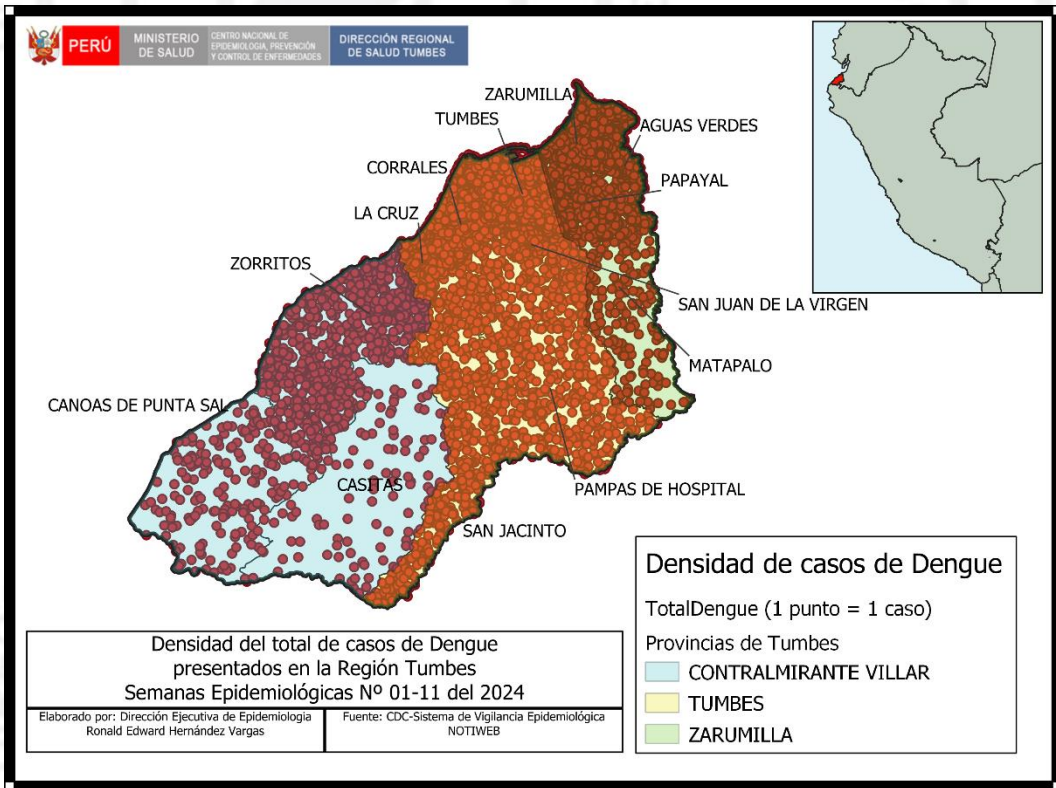 PERÚ
MINISTERIO
DE SALUD
CENTRO NACIONAL DE
EPIDEMIOLOGÍA, PREVENCIÓN
Y CONTROL DE ENFERMEDADES
DIRECCIÓN REGIONAL
DE SALUD TUMBES
ZARUMILLA
TUMBES
AGUAS VERDES
CORRALES
PAPAYAL
LA CRUZ
ZORRITOS
SAN JUAN DE LA VIRGEN
MATAPALO
CANOAS DE PUNTA SAL
CASITAS
PAMPAS DE HOSPITAL
SAN JACINTO
Densidad de casos de Dengue
TotalDengue (1 punto = 1 caso)
Provincias de Tumbes
CONTRALMIRANTE VILLAR
TUMBES
ZARUMILLA
Densidad del total de casos de Dengue
presentados en la Región Tumbes
Semanas Epidemiológicas Nº 01-11 del 2024
Elaborado por: Dirección Ejecutiva de Epidemiologia
Ronald Edward Hernández Vargas
Fuente: CDC-Sistema de Vigilancia Epidemiológica
NOTIWEB